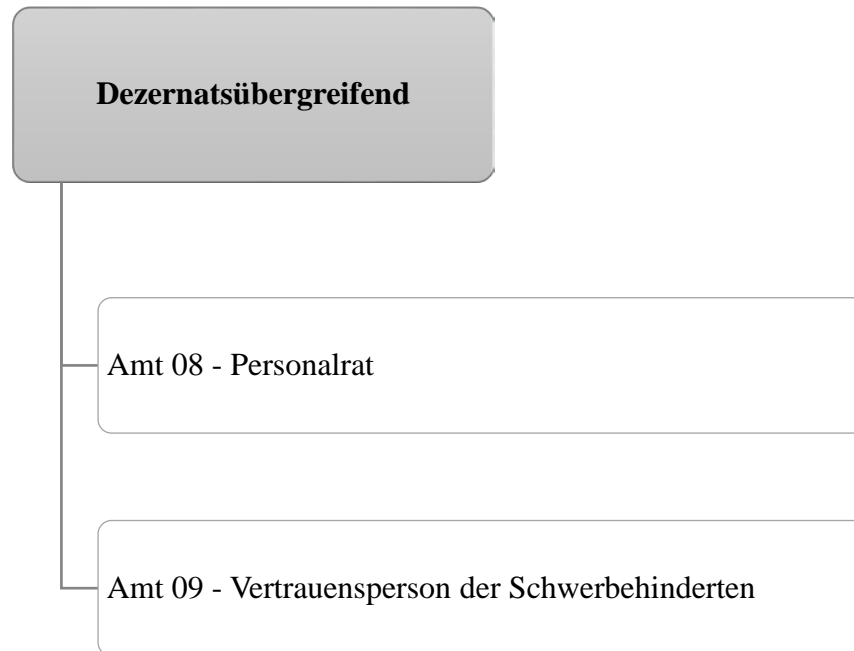 Dezernatsübergreifend
Amt 08 - Personalrat
Amt 09 - Vertrauensperson der Schwerbehinderten